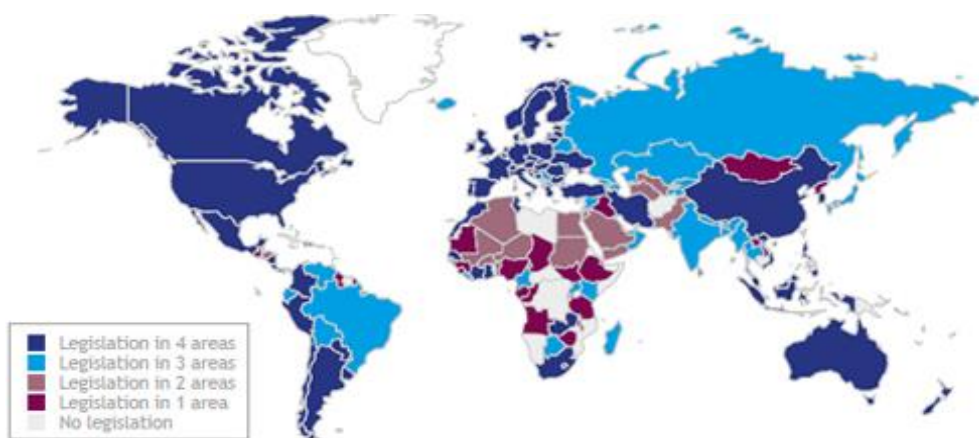 Legislation in 4 areas
Legislation in 3 areas
Legislation in 2 areas
Legislation in 1 area
No legislation